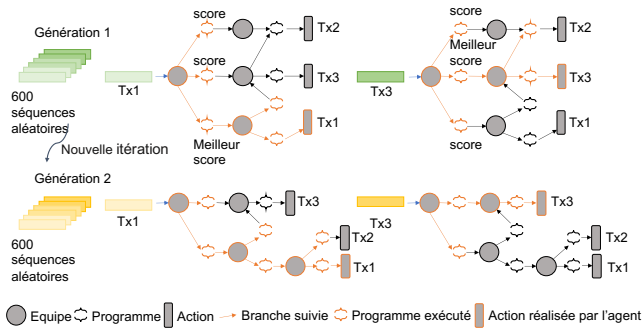 Génération 1
600
séquences
aléatoires
Nouvelle itération
Tx1
score
score
Meilleur
score
Tx2
Tx3
Tx1
Tx3
score
Meilleur
score
score
Tx2
Tx3
Tx1
Génération 2
600
séquences
aléatoires
Tx1
Tx3
Tx2
Tx1
Tx3
Tx3
Tx2
Tx1
Equipe
Programme
Action
Branche suivie
Programme exécuté
Action réalisée par l'agent